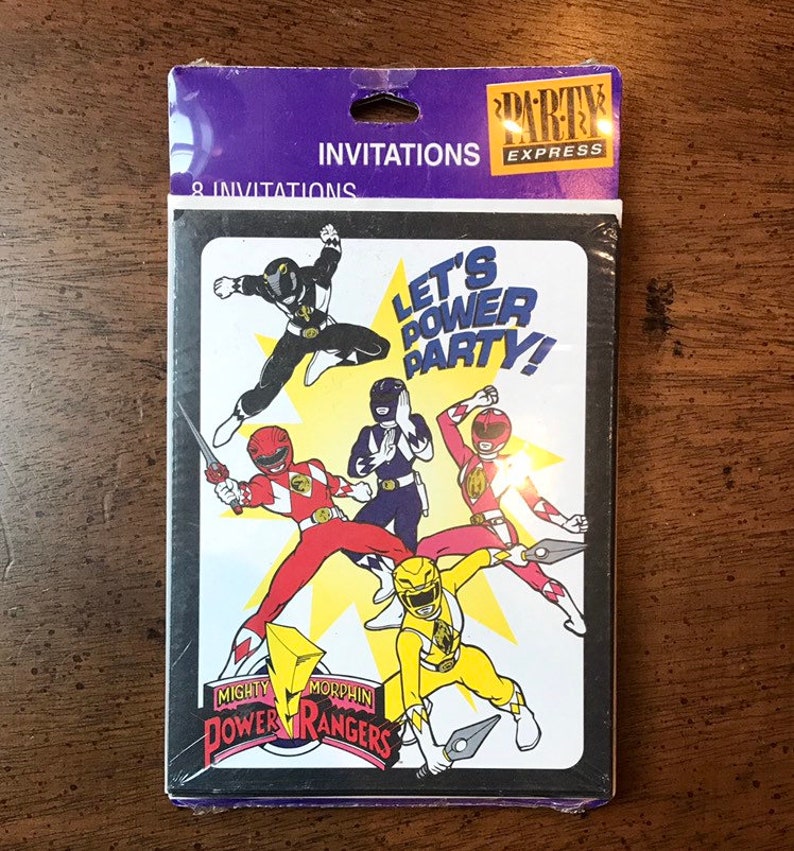 PARTY
EXPRESS
INVITATIONS
8 INVITATIONS
LET'S
POWER
PARTY!
MIGHTY MORPHIN
POWER RANGERS